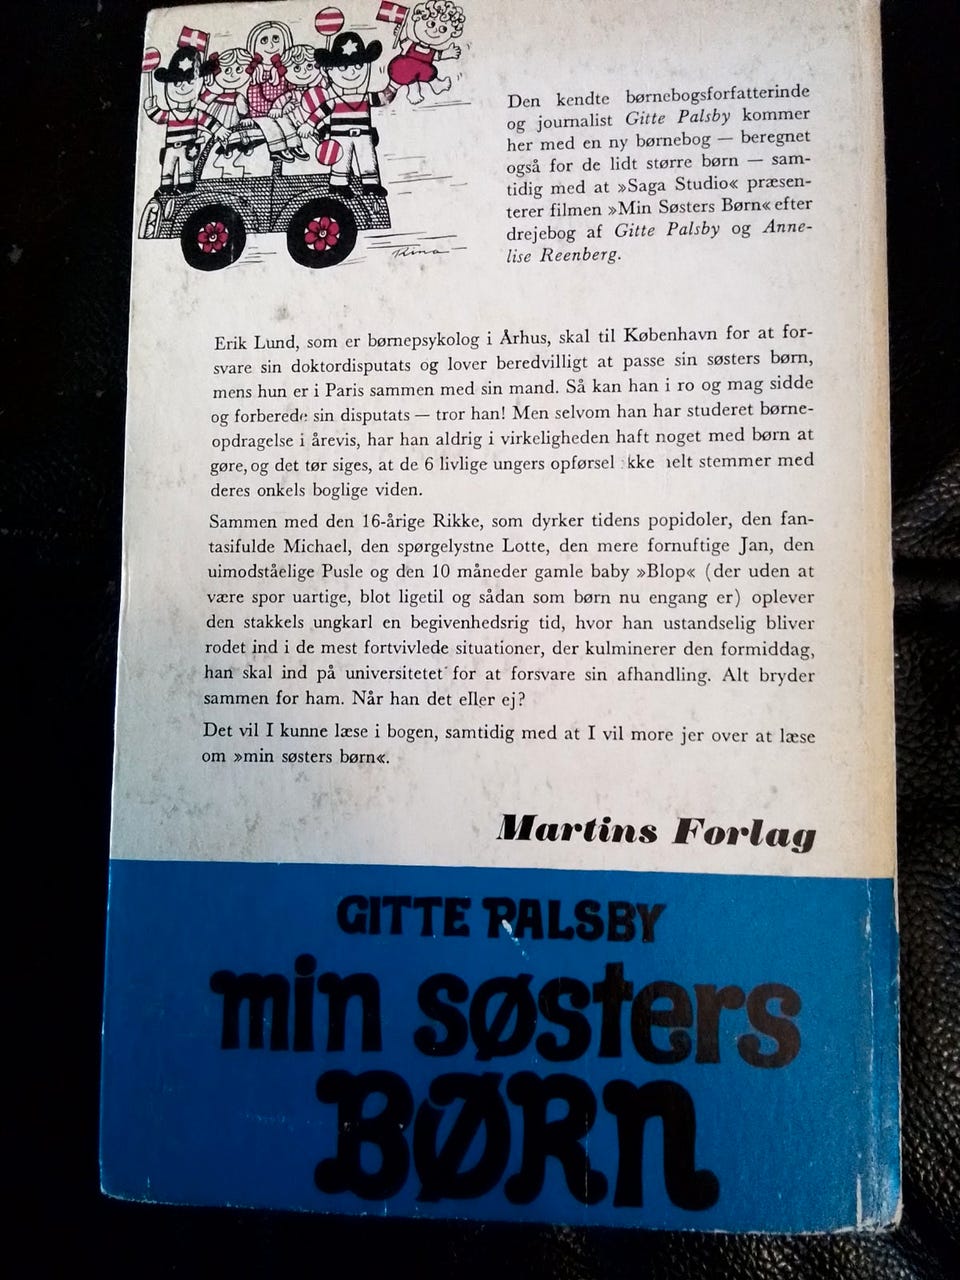 Den kendte børnebogsforfatterinde
og journalist Gitte Palsby kommer
her med en ny børnebog — beregnet
også for de lidt større børn — sam-
tidig med at »Saga Studio« præsen-
terer filmen »Min Søsters Børn« efter
drejebog af Gitte Palsby og Anne-
lise Reenberg.
Rina
Erik Lund, som er børnepsykolog i Århus, skal til København for at for-
svare sin doktordisputats og lover beredvilligt at passe sin søsters børn,
mens hun er i Paris sammen med sin mand. Så kan han i ro og mag sidde
og forberede sin disputats — tror han! Men selvom han har studeret børne-
opdragelse i årevis, har han aldrig i virkeligheden haft noget med børn at
gøre, og det tør siges, at de 6 livlige ungers opførsel ikke helt stemmer med
deres onkels boglige viden.
Sammen med den 16-årige Rikke, som dyrker tidens popidoler, den fan-
tasifulde Michael, den spørgelystne Lotte, den mere fornuftige Jan, den
uimodståelige Pusle og den 10 måneder gamle baby »Blop« (der uden at
være spor uartige, blot ligetil og sådan som børn nu engang er) oplever
den stakkels ungkarl en begivenhedsrig tid, hvor han ustandselig bliver
rodet ind i de mest fortvivlede situationer, der kulminerer den formiddag,
han skal ind på universitetet for at forsvare sin afhandling. Alt bryder
sammen for ham. Når han det eller ej?
Det vil I kunne læse i bogen, samtidig med at I vil more jer over at læse
om »min søsters børn«.
Martins Forlag
GITTE PALSBY
min søsters
BØRN